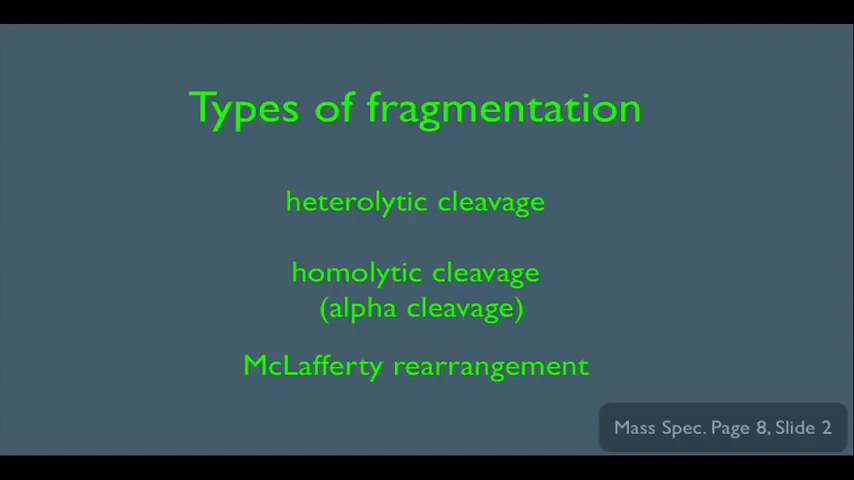 Types of fragmentation
heterolytic cleavage
homolytic cleavage
(alpha cleavage)
McLafferty rearrangement
Mass Spec. Page 8, Slide 2